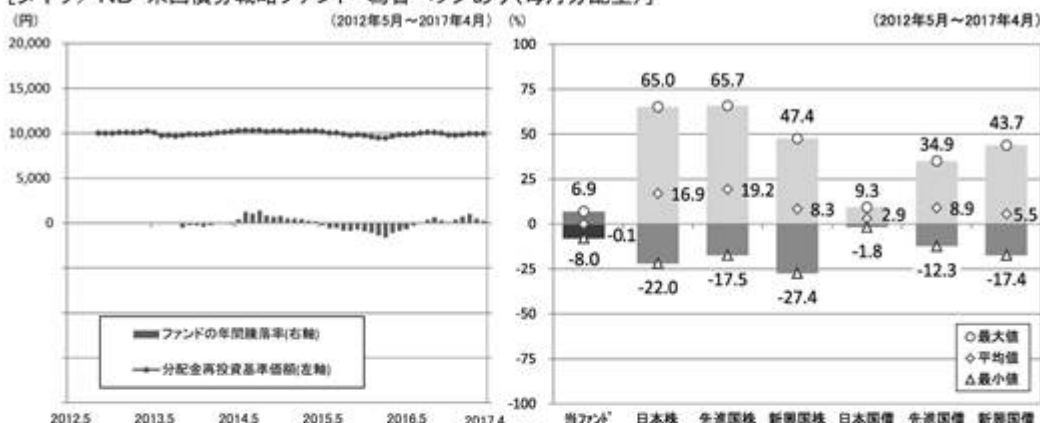 (円)
(2012年5月～2017年4月)
20,000
15,000
10,000
5,000
0
ファンドの年間騰落率(右軸)
分配金再投資基準価額(左軸)
2012.5 2013.5 2014.5 2015.5 2016.5 2017.4
(%)
(2012年5月～2017年4月)
100
75
50
25
0
-25
-50
-75
-100
65.0 65.7 47.4 43.7 34.9
6.9 9.3
16.9 19.2 8.3 2.9 8.9 5.5
-0.1
-8.0 -22.0 -17.5 -27.4 -1.8 -12.3 -17.4
○最大値
◇平均値
△最小値
当ファンド 日本株 先進国株 新興国株 日本国債 先進国債 新興国債